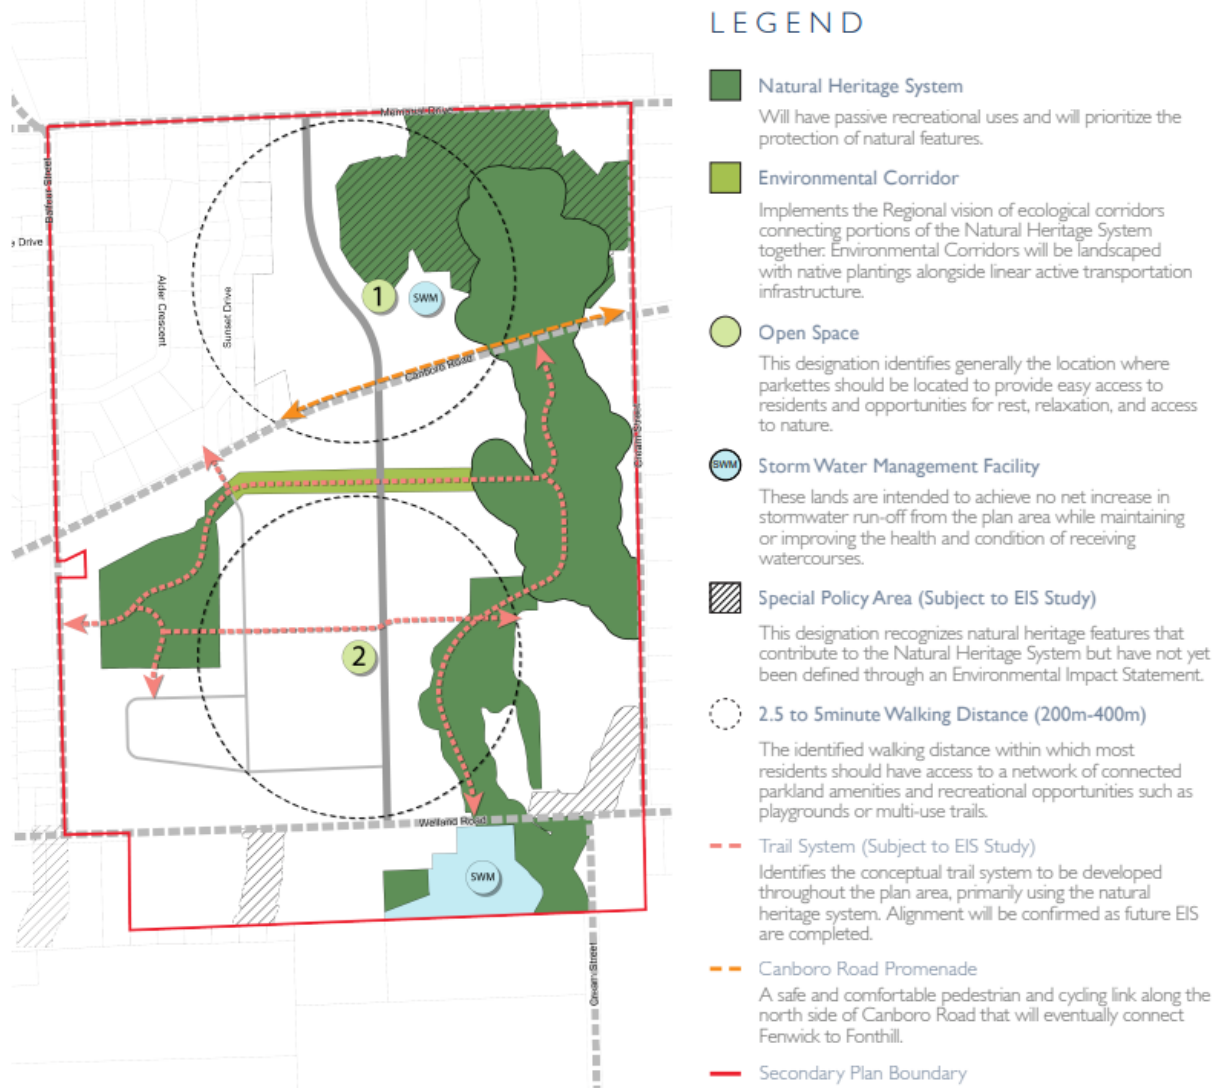 LEGEND
Memorial Drive
Balfour Street
Drive
Alder Crescent
Sunset Drive
1
SWM
Canboro Road
Cream Street
2
Welland Road
SWM
Cream Street
Natural Heritage System
Will have passive recreational uses and will prioritize the
protection of natural features.
Environmental Corridor
Implements the Regional vision of ecological corridors
connecting portions of the Natural Heritage System
together. Environmental Corridors will be landscaped
with native plantings alongside linear active transportation
infrastructure.
Open Space
This designation identifies generally the location where
parkettes should be located to provide easy access to
residents and opportunities for rest, relaxation, and access
to nature.
SWM
Storm Water Management Facility
These lands are intended to achieve no net increase in
stormwater run-off from the plan area while maintaining
or improving the health and condition of receiving
watercourses.
Special Policy Area (Subject to EIS Study)
This designation recognizes natural heritage features that
contribute to the Natural Heritage System but have not yet
been defined through an Environmental Impact Statement.
2.5 to 5minute Walking Distance (200m-400m)
The identified walking distance within which most
residents should have access to a network of connected
parkland amenities and recreational opportunities such as
playgrounds or multi-use trails.
Trail System (Subject to EIS Study)
Identifies the conceptual trail system to be developed
throughout the plan area, primarily using the natural
heritage system. Alignment will be confirmed as future EIS
are completed.
Canboro Road Promenade
A safe and comfortable pedestrian and cycling link along the
north side of Canboro Road that will eventually connect
Fenwick to Fonthill.
Secondary Plan Boundary